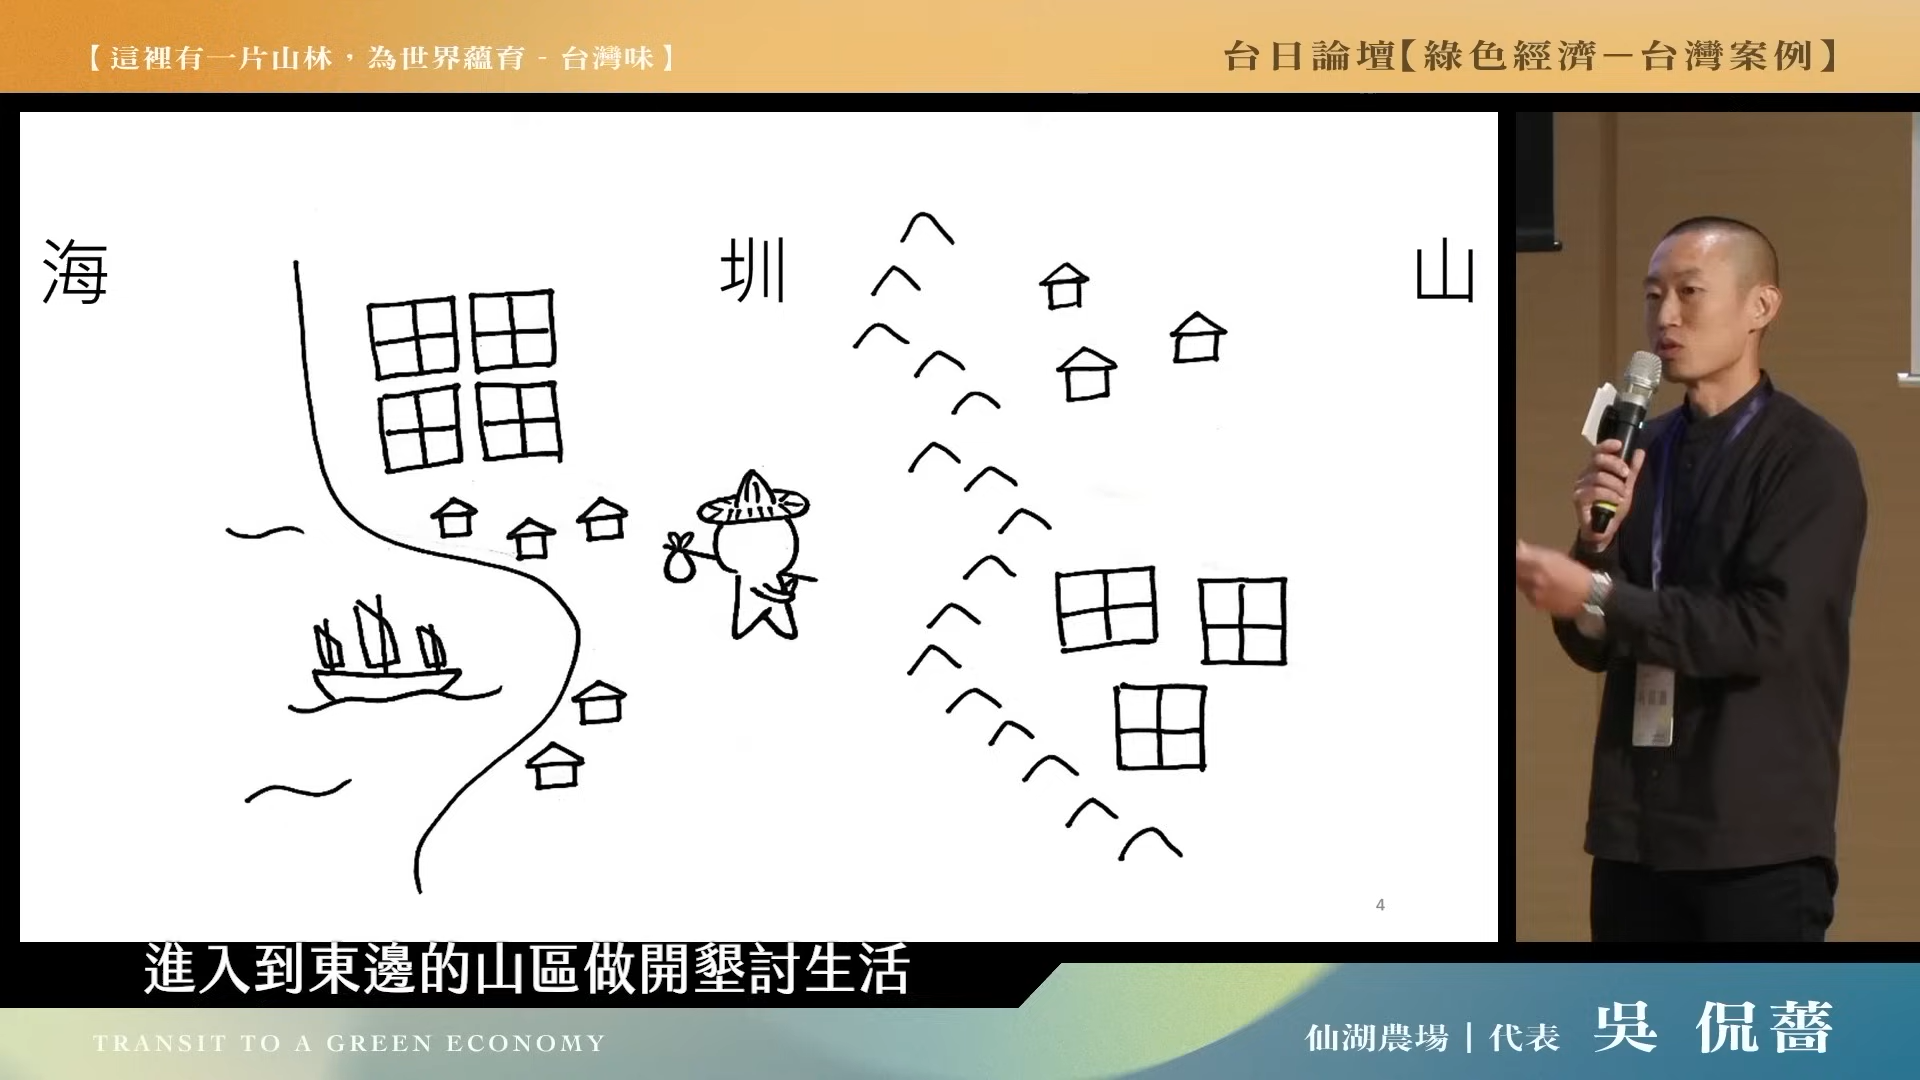 【這裡有一片山林，為世界蘊育 - 台灣味】
台日論壇【綠色經濟－台灣案例】
海 圳 山
4
進入到東邊的山區做開墾討生活
TRANSIT TO A GREEN ECONOMY
仙湖農場｜代表 吳 侃薔